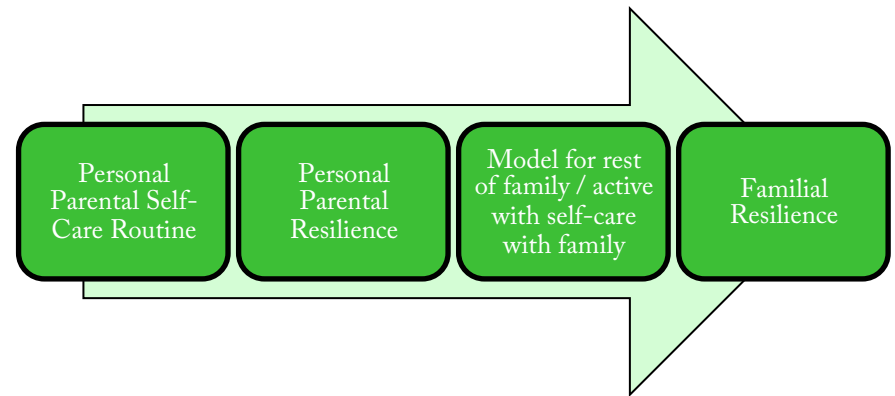 Personal
Parental Self-
Care Routine
Personal
Parental
Resilience
Model for rest
of family / active
with self-care
with family
Familial
Resilience